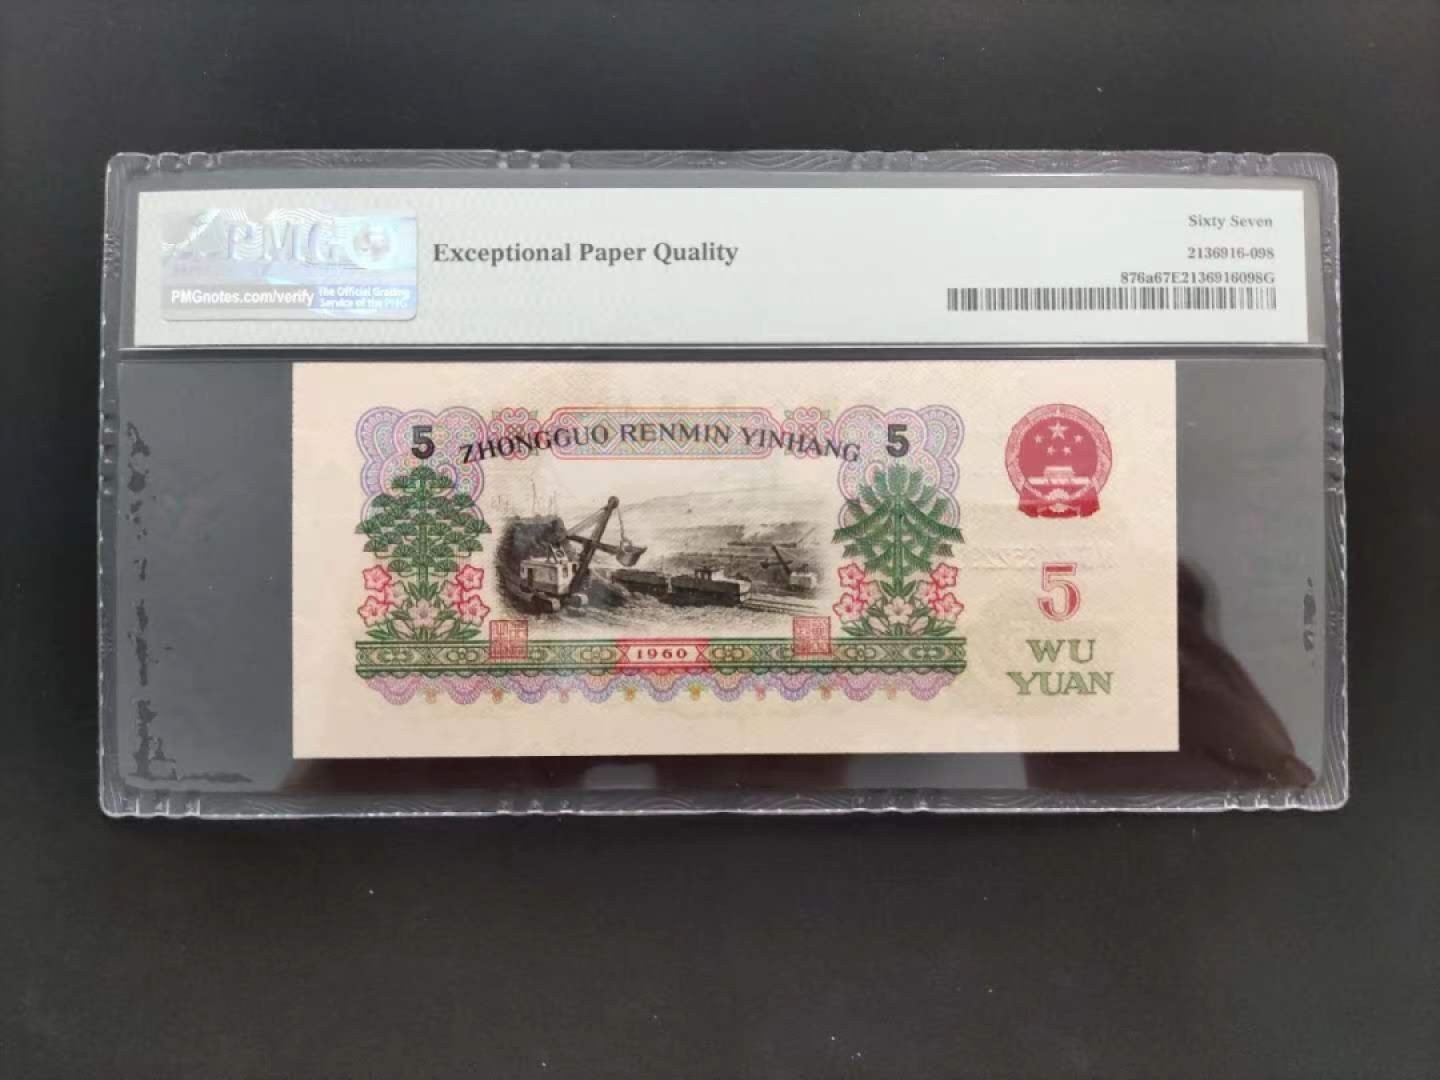 PMG
PMGnotes.com/verify
The Official Grading
Service of the PNG
Exceptional Paper Quality
Sixty Seven
2136916-098
876a67E2136916098G
5
ZHONGGUO RENMIN YINHANG
5
1960
5
WU
YUAN